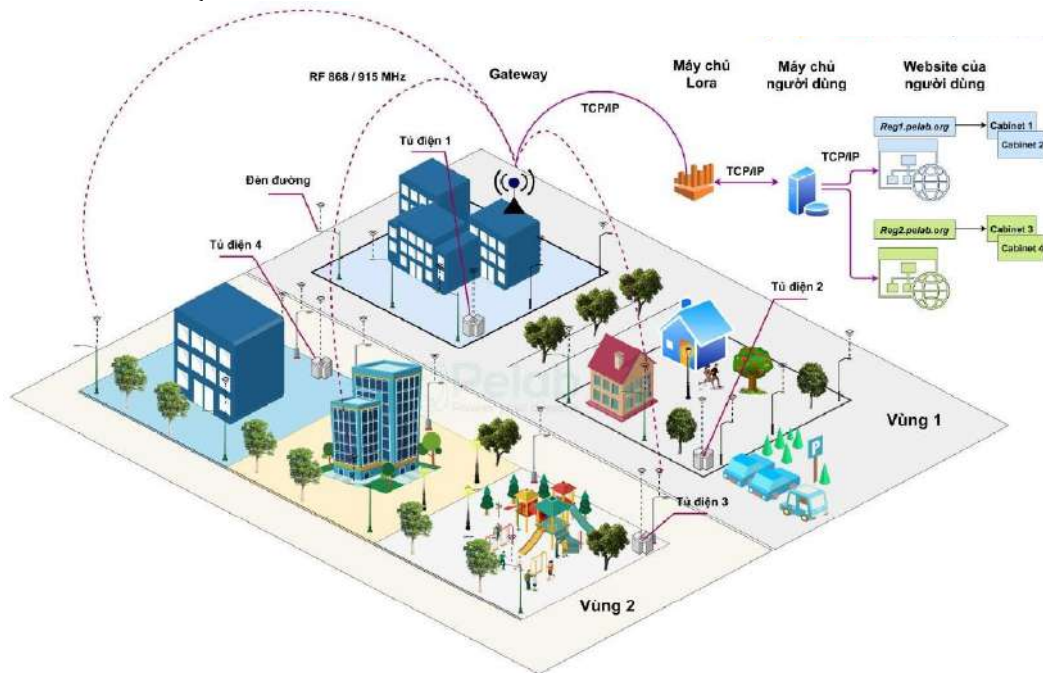 RF 868 / 915 MHz
Gateway
TCP/IP
Máy chủ
Lora
Máy chủ
người dùng
Website của
người dùng
Reg1.pelab.org
Cabinet 1
Cabinet 2
TCP/IP
TCP/IP
Reg2.pelab.org
Cabinet 3
Cabinet 4
Tủ điện 1
Đèn đường
Tủ điện 4
Tủ điện 2
Pelab
Vùng 1
P
Tủ điện 3
Vùng 2